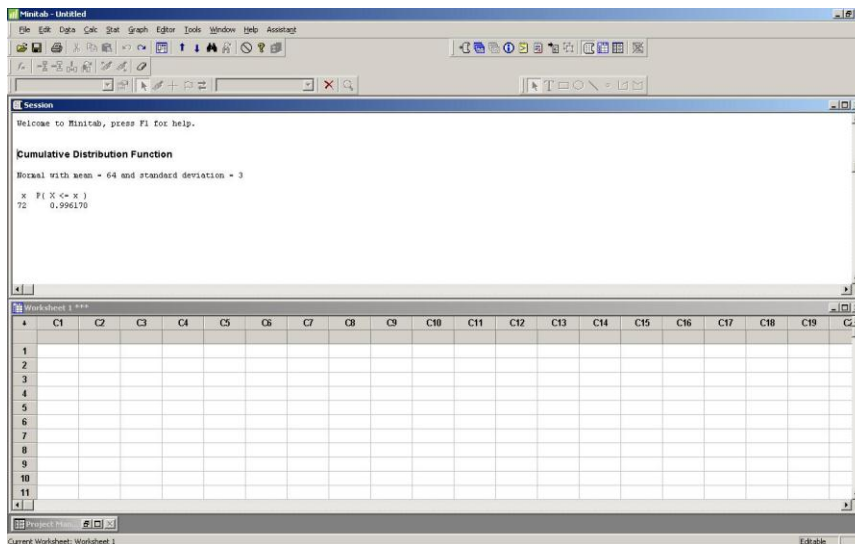 Minitab - Untitled
File Edit Data Calc Stat Graph Editor Tools Window Help Assistant
Session
Welcome to Minitab, press F1 for help.
Cumulative Distribution Function
Normal with mean = 64 and standard deviation = 3
x P( X <= x )
72 0.996170
Worksheet 1 ***
C1 C2 C3 C4 C5 C6 C7 C8 C9 C10 C11 C12 C13 C14 C15 C16 C17 C18 C19
1
2
3
4
5
6
7
8
9
10
11
Project Man...
Current Worksheet: Worksheet 1 Editable